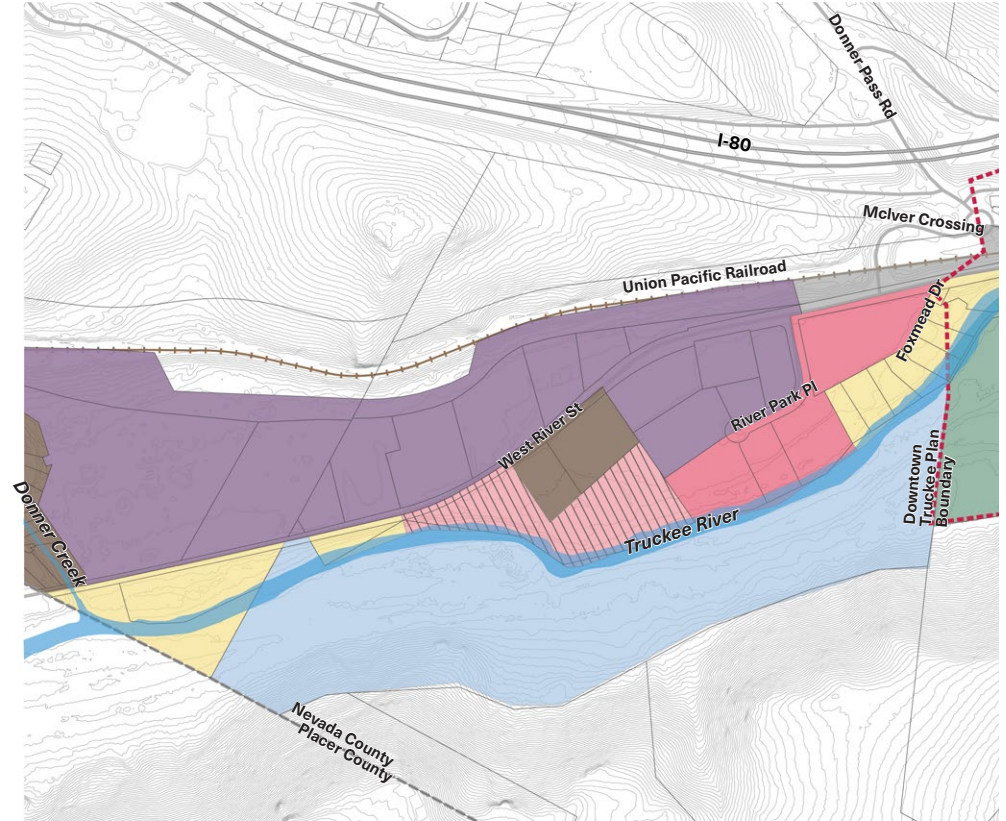 Donner Pass Rd
I-80
McIver Crossing
Union Pacific Railroad
Foxmead Dr
River Park Pl
West River St
Downtown
Truckee Plan
Boundary
Donner Creek
Truckee River
Nevada County
Placer County